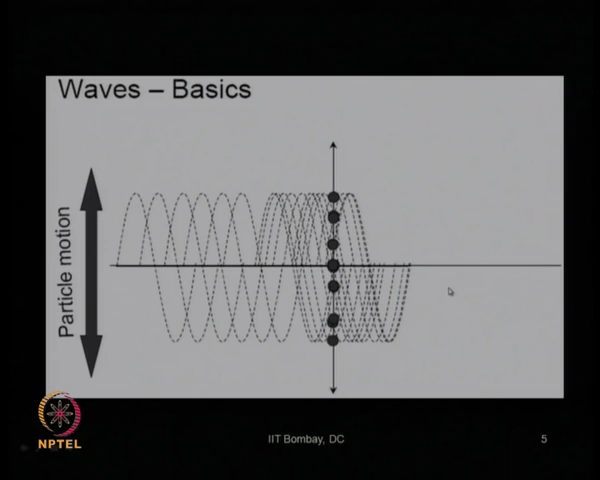 Waves – Basics
Particle motion
NPTEL
IIT Bombay, DC
5